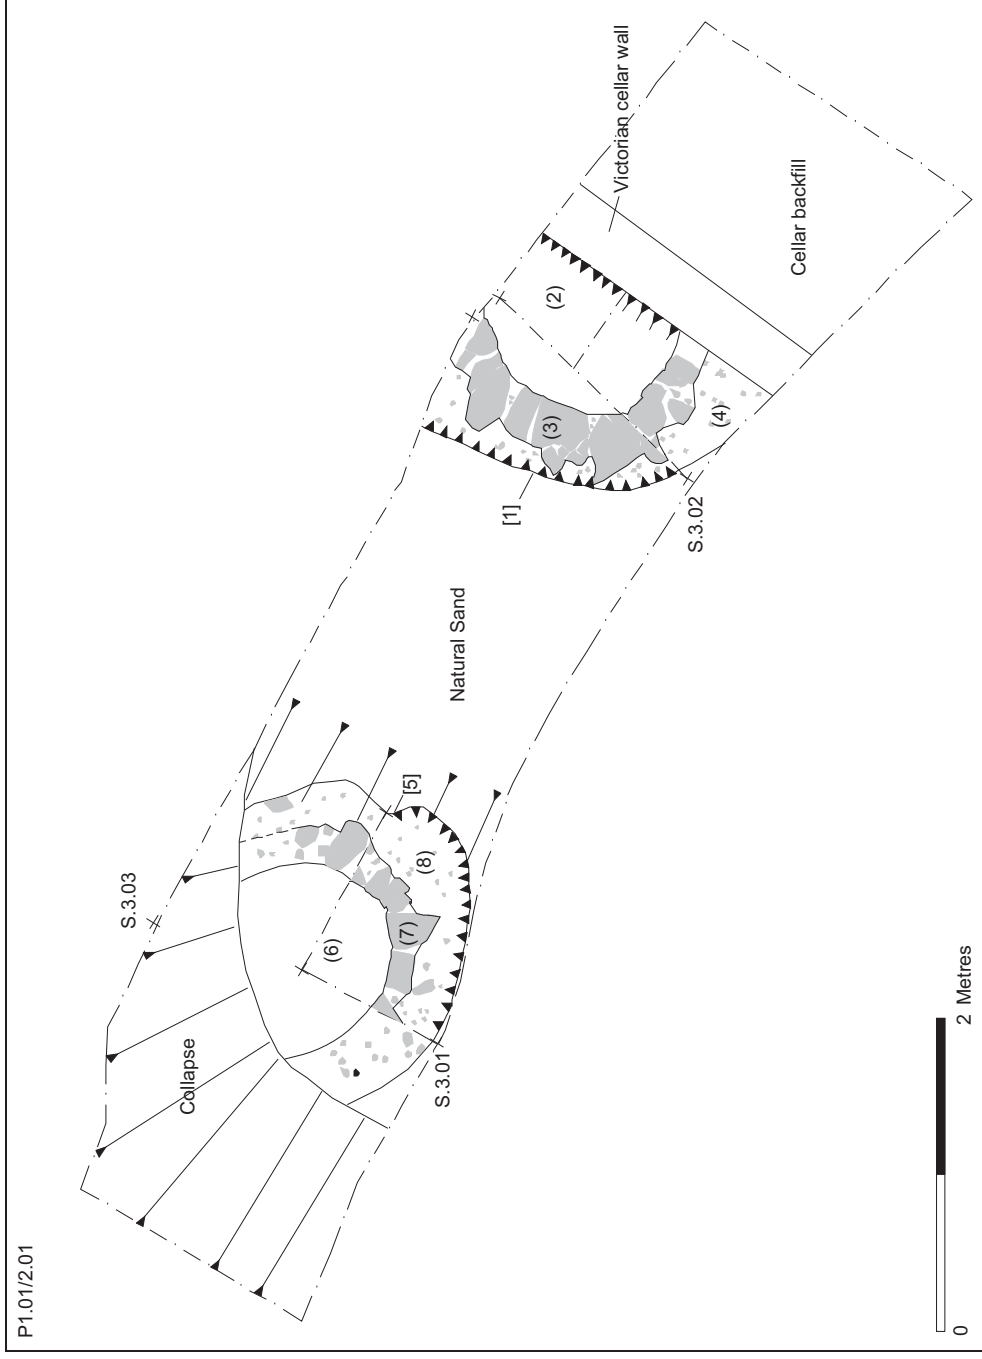 P1.01/2.01
Collapse
S.3.03
S.3.01
(6)
(7)
(8)
[5]
Natural Sand
[1]
S.3.02
(3)
(4)
(2)
Victorian cellar wall
Cellar backfill
0
2 Metres